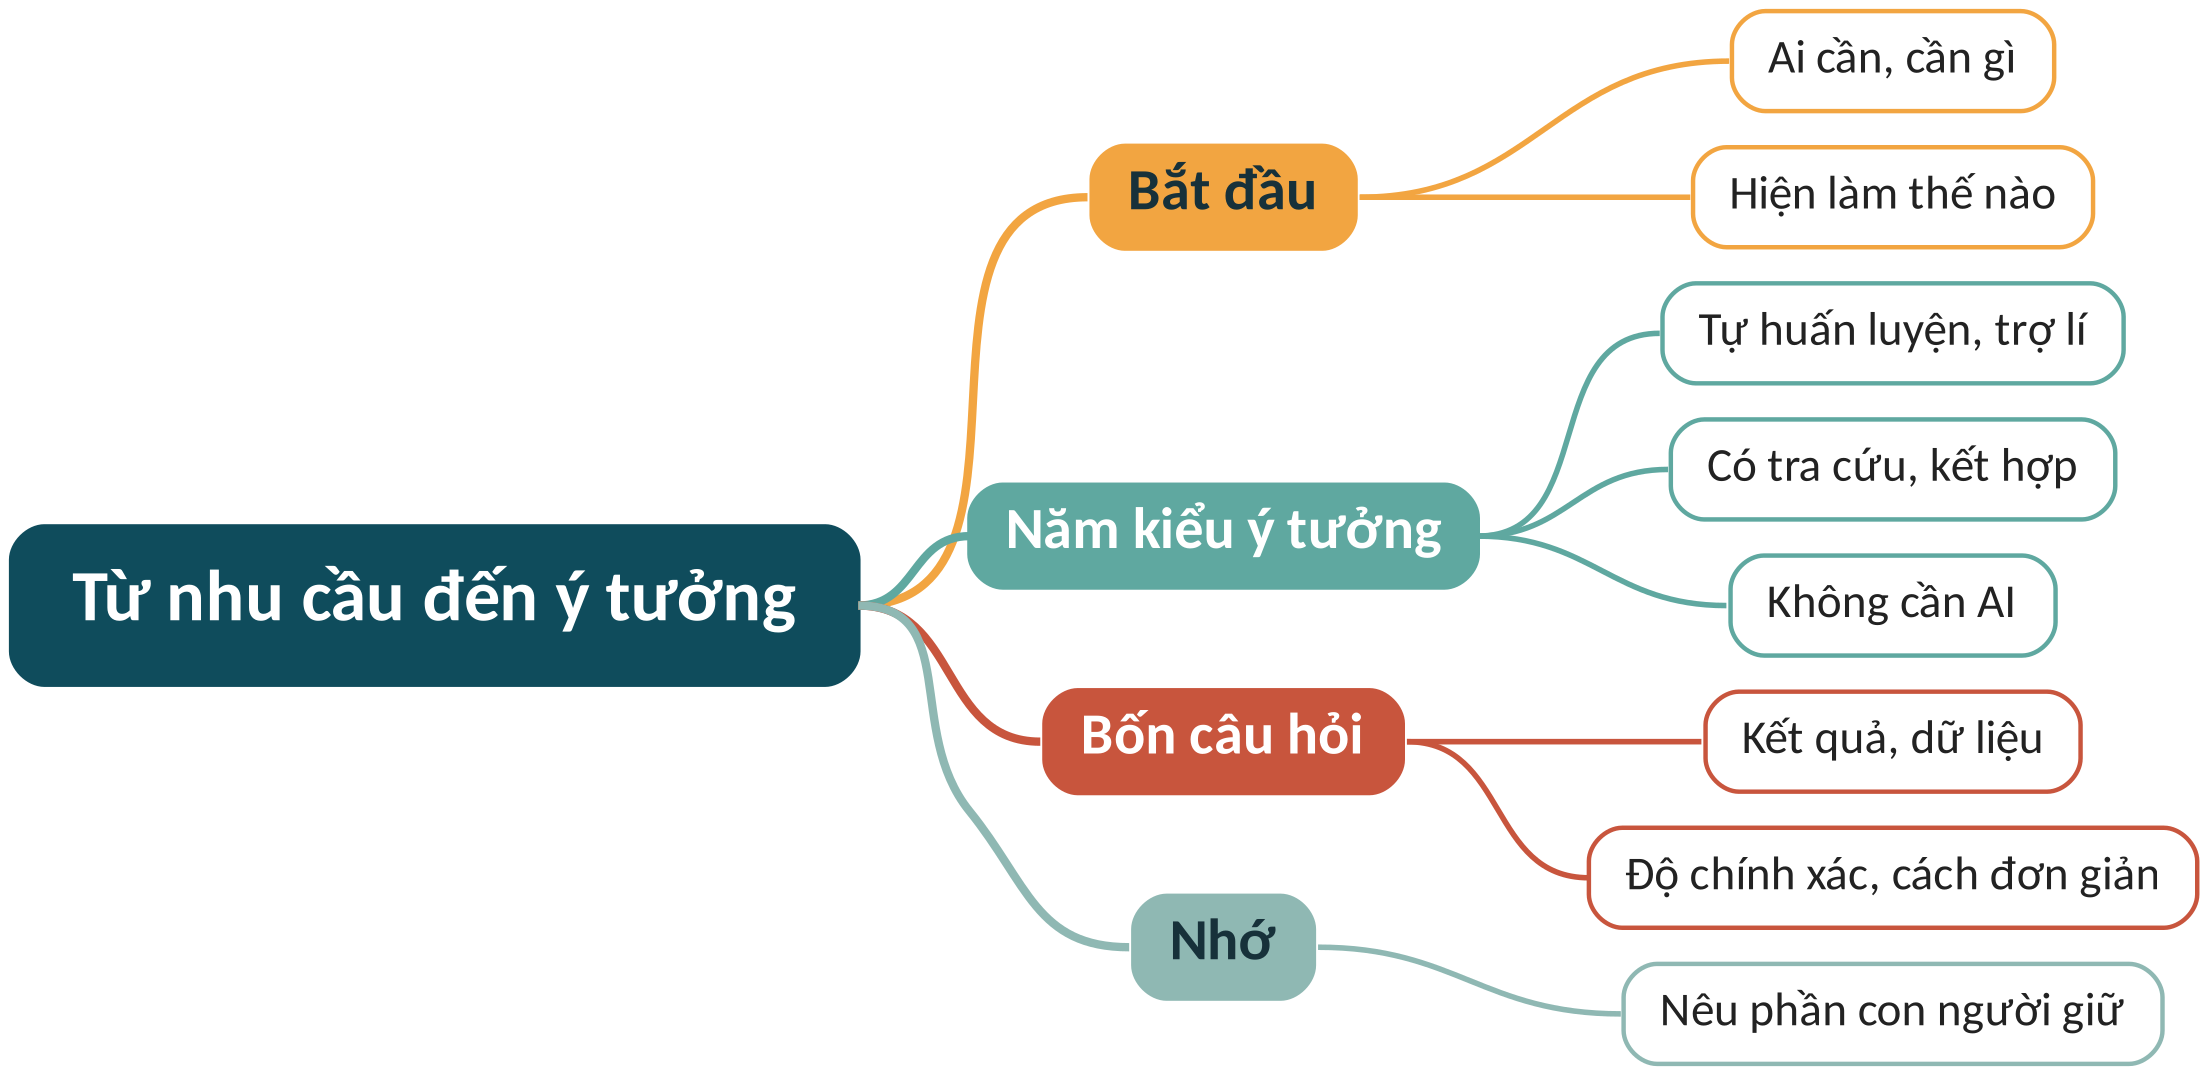 Từ nhu cầu đến ý tưởng
Bắt đầu
Ai cần, cần gì
Hiện làm thế nào
Năm kiểu ý tưởng
Tự huấn luyện, trợ lí
Có tra cứu, kết hợp
Không cần AI
Bốn câu hỏi
Kết quả, dữ liệu
Độ chính xác, cách đơn giản
Nhớ
Nêu phần con người giữ